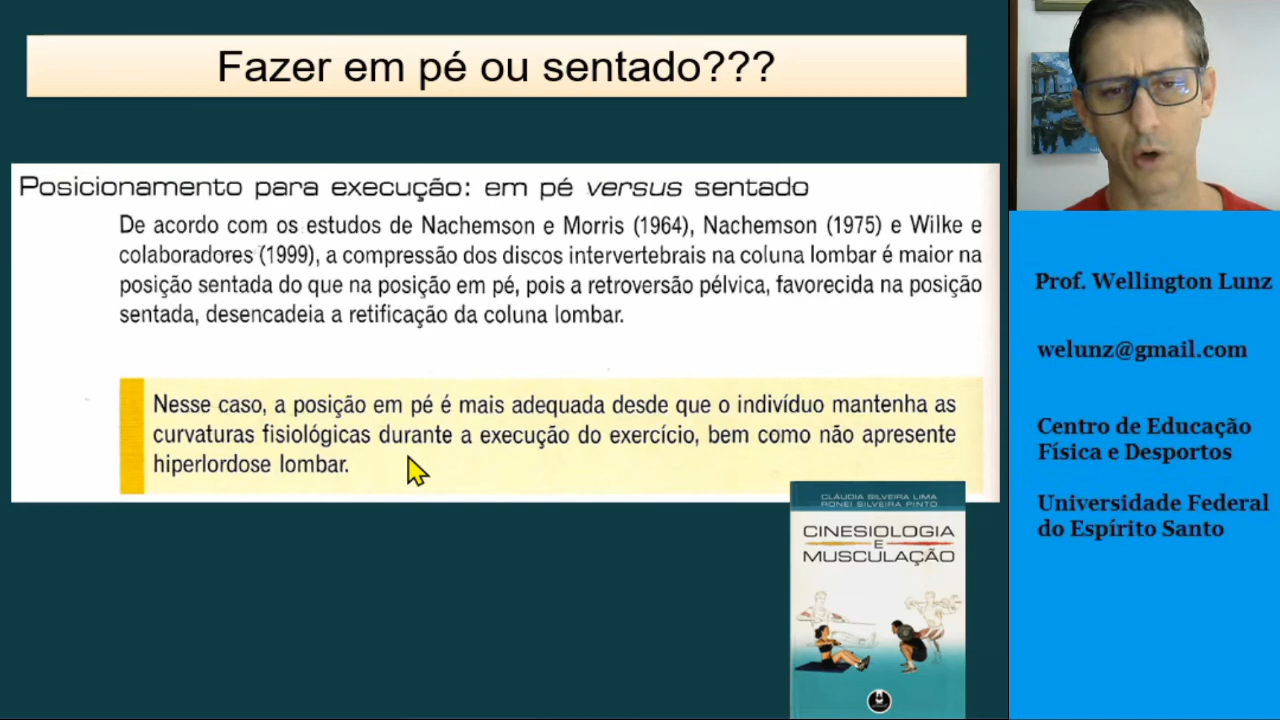 Fazer em pé ou sentado???
Posicionamento para execução: em pé versus sentado
De acordo com os estudos de Nachemson e Morris (1964), Nachemson (1975) e Wilke e
colaboradores (1999), a compressão dos discos intervertebrais na coluna lombar é maior na
posição sentada do que na posição em pé, pois a retroversão pélvica, favorecida na posição
sentada, desencadeia a retificação da coluna lombar.
Nesse caso, a posição em pé é mais adequada desde que o indivíduo mantenha as
curvaturas fisiológicas durante a execução do exercício, bem como não apresente
hiperlordose lombar.
CLÁUDIA SILVEIRA LIMA
RONEI SILVEIRA PINTO
CINESIOLOGIA
E
MUSCULAÇÃO
Prof. Wellington Lunz
welunz@gmail.com
Centro de Educação
Física e Desportos
Universidade Federal
do Espírito Santo